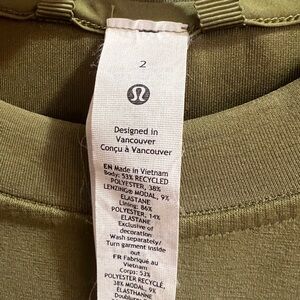 2
Designed in
Vancouver
Conçu à Vancouver
EN Made in Vietnam
Body: 53% RECYCLED
POLYESTER, 38%
LENZING® MODAL, 9%
ELASTANE
Lining: 86%
POLYESTER, 14%
ELASTANE
Exclusive of
decoration
Wash separately/
Turn garment inside
out
FR Fabriqué au
Vietnam
Corps: 53%
POLYESTER RECYCLÉ,
38% MODAL, 9%
ÉLASTHANNE